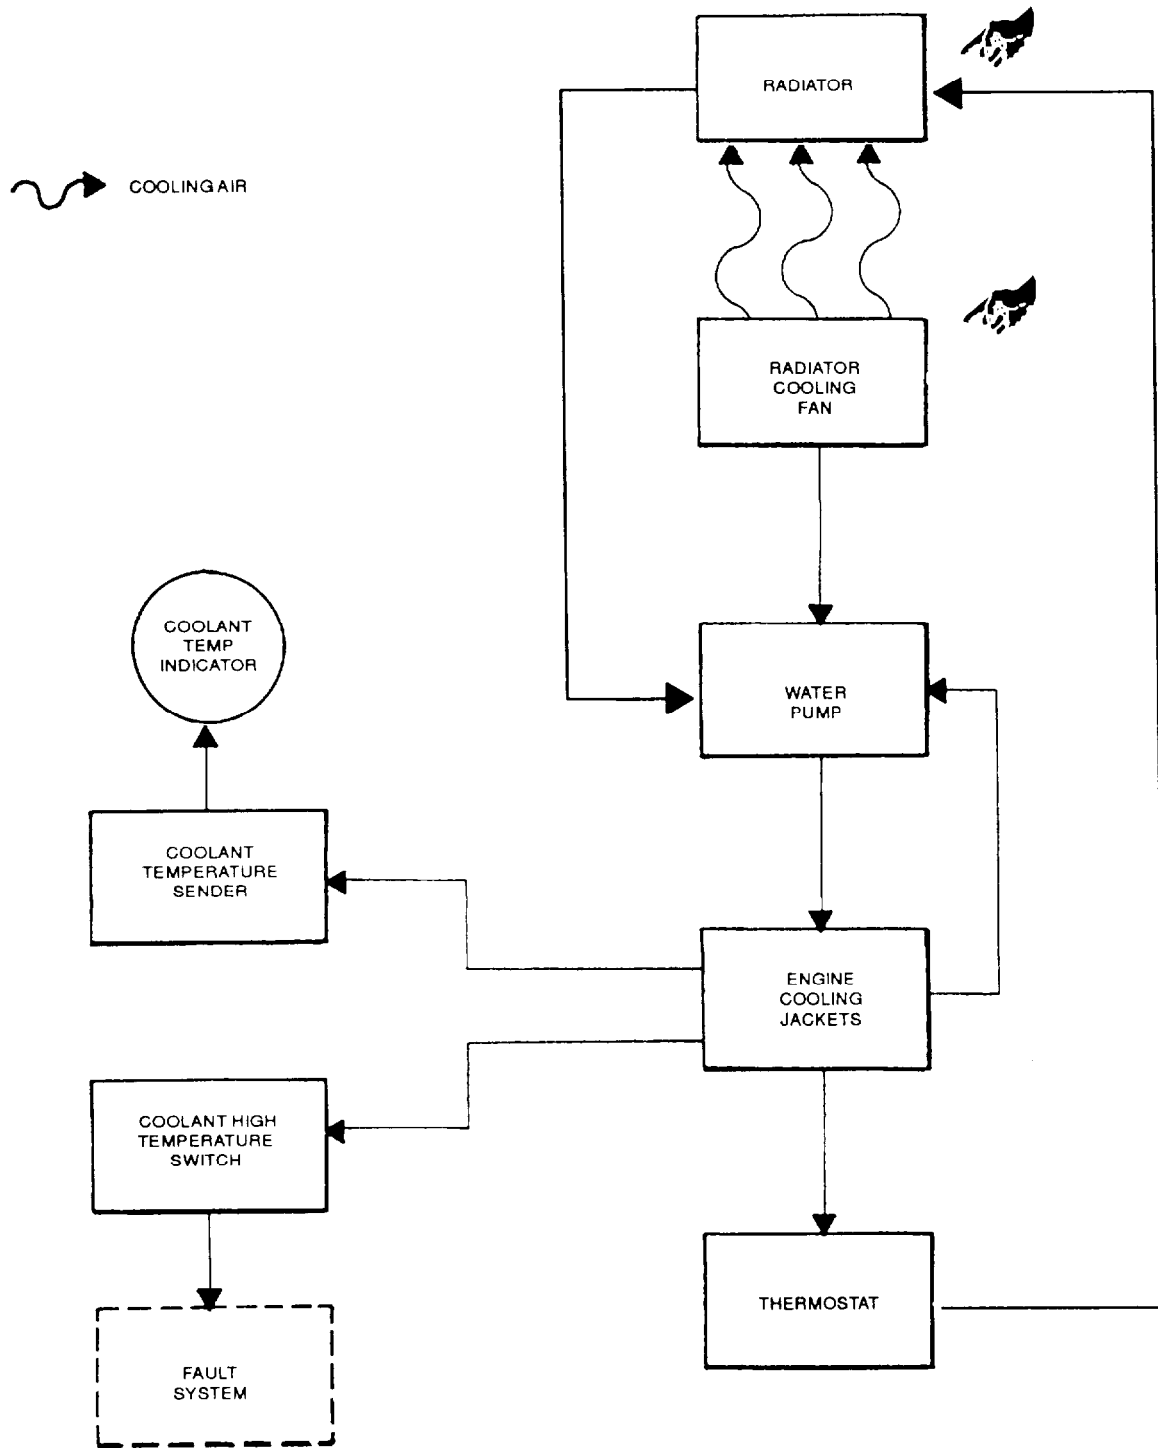 RADIATOR
COOLING AIR
RADIATOR
COOLING
FAN
COOLANT
TEMP
INDICATOR
WATER
PUMP
COOLANT
TEMPERATURE
SENDER
ENGINE
COOLING
JACKETS
COOLANT HIGH
TEMPERATURE
SWITCH
THERMOSTAT
FAULT
SYSTEM